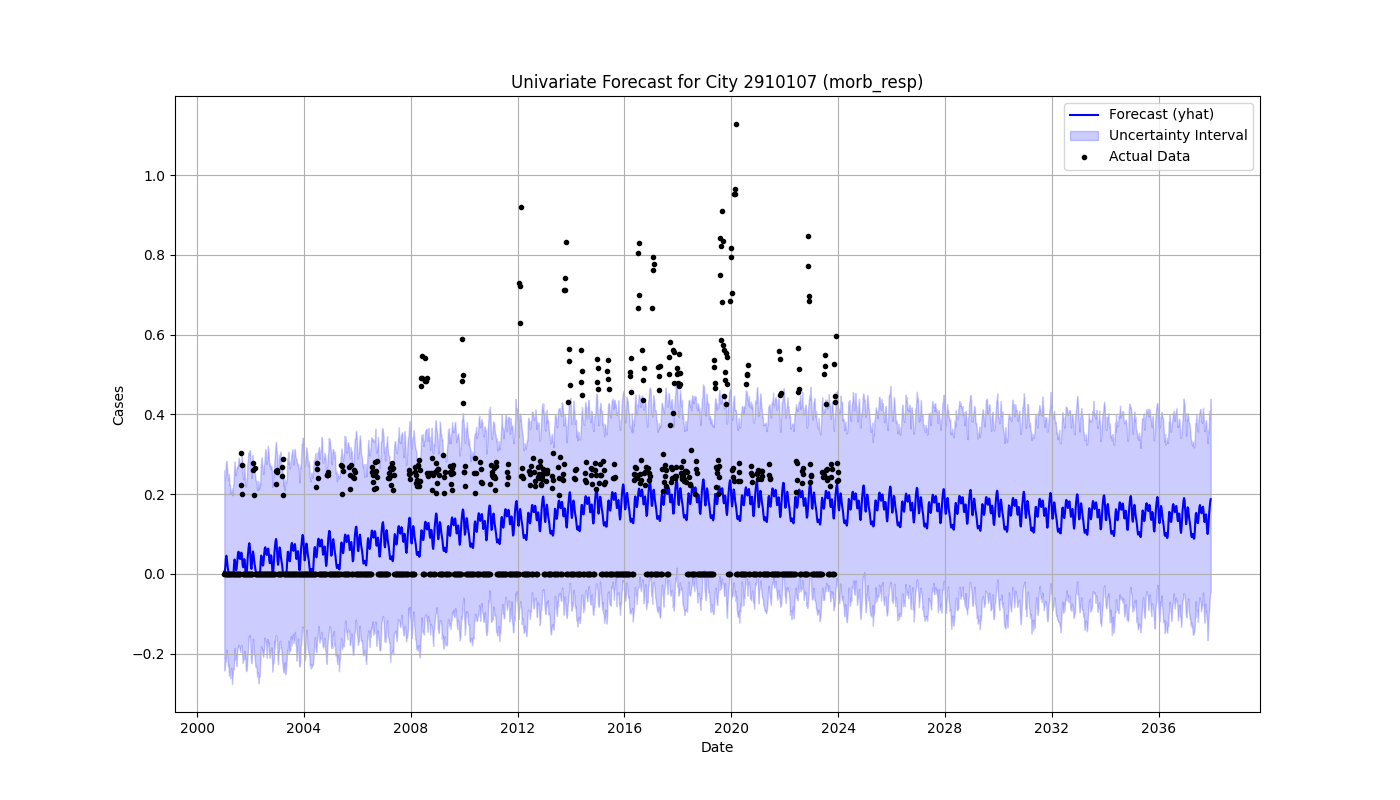 Univariate Forecast for City 2910107 (morb_resp)
Forecast (yhat)
Uncertainty Interval
Actual Data
Cases
1.0
0.8
0.6
0.4
0.2
0.0
−0.2
2000 2004 2008 2012 2016 2020 2024 2028 2032 2036
Date